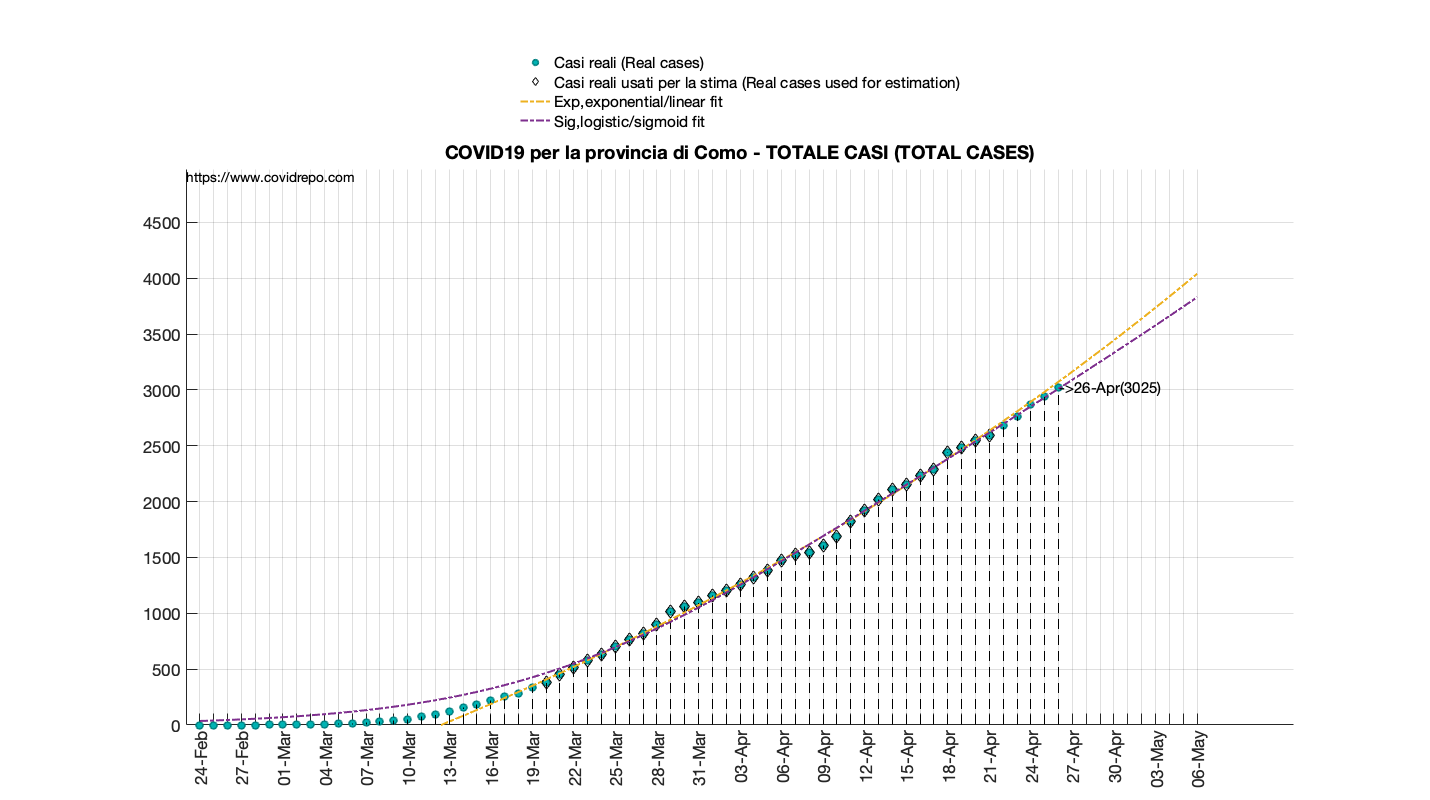 Casi reali (Real cases)
Casi reali usati per la stima (Real cases used for estimation)
Exp,exponential/linear fit
Sig,logistic/sigmoid fit
COVID19 per la provincia di Como - TOTALE CASI (TOTAL CASES)
https://www.covidrepo.com
4500
4000
3500
3000
2500
2000
1500
1000
500
0
->26-Apr(3025)
24-Feb
27-Feb
01-Mar
04-Mar
07-Mar
10-Mar
13-Mar
16-Mar
19-Mar
22-Mar
25-Mar
28-Mar
31-Mar
03-Apr
06-Apr
09-Apr
12-Apr
15-Apr
18-Apr
21-Apr
24-Apr
27-Apr
30-Apr
03-May
06-May